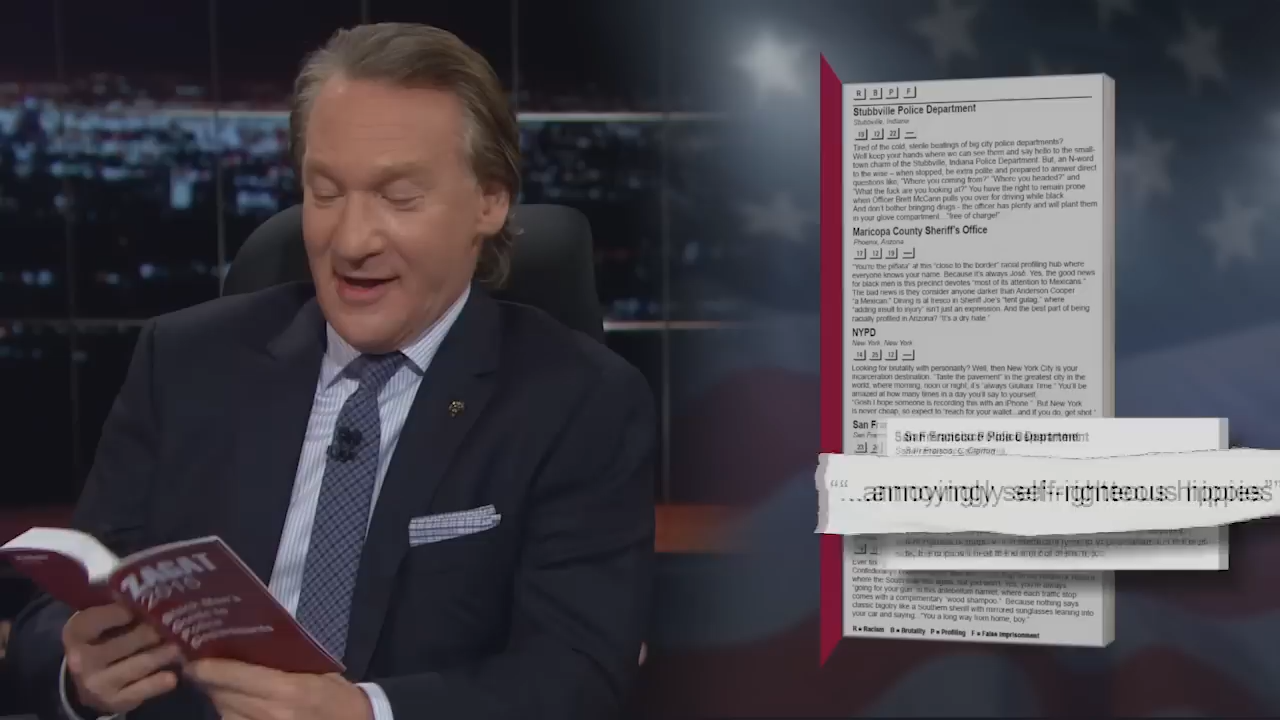 ZAGAT
R B P F
Stubbville Police Department
Stubbville, Indiana
19 12 22 —
Tired of the cold, sterile beatings of big city police departments?
Well keep your hands where we can see them and say hello to the small-
town charm of the Stubbville, Indiana Police Department. But, an N-word
to the wise – when stopped, be extra polite and prepared to answer direct
questions like, "Where you coming from?" "Where you headed?" and
"What the fuck are you looking at?" You have the right to remain prone
when Officer Brett McCann pulls you over for driving while black.
And don't bother bringing drugs - the officer has plenty and will plant them
in your glove compartment... "free of charge!"
Maricopa County Sheriff's Office
Phoenix, Arizona
17 12 19 —
"You're the piñata" at this "close to the border" racial profiling hub where
everyone knows your name. Because it's always José. Yes, the good news
for black men is this precinct devotes "most of its attention to Mexicans."
The bad news is they consider anyone darker than Anderson Cooper
"a Mexican." Dining is al fresco in Sheriff Joe's "tent gulag," where
"adding insult to injury" isn't just an expression. And the best part of being
racially profiled in Arizona? "It's a dry hate."
NYPD
New York, New York
14 25 13 —
Looking for brutality with personality? Well, then New York City is your
incarceration destination. "Taste the pavement" in the greatest city in the
world, where morning, noon or night, it's "always Giuliani Time." You'll be
amazed at how many times in a day you'll say to yourself,
"Gosh I hope someone is recording this with an iPhone." But New York
is never cheap, so expect to "reach for your wallet...and if you do, get shot."
San Fra
San Francisco Police Department
"...annoyingly self-righteous hippies"
where the South
"going for your gun"
this antebellum hamlet, where each traffic stop
comes with a complimentary "wood shampoo." Because nothing says
classic bigotry like a Southern sheriff with mirrored sunglasses leaning into
your car and saying..."You a long way from home, boy."
R = Racism B = Brutality P = Profiling F = False Imprisonment